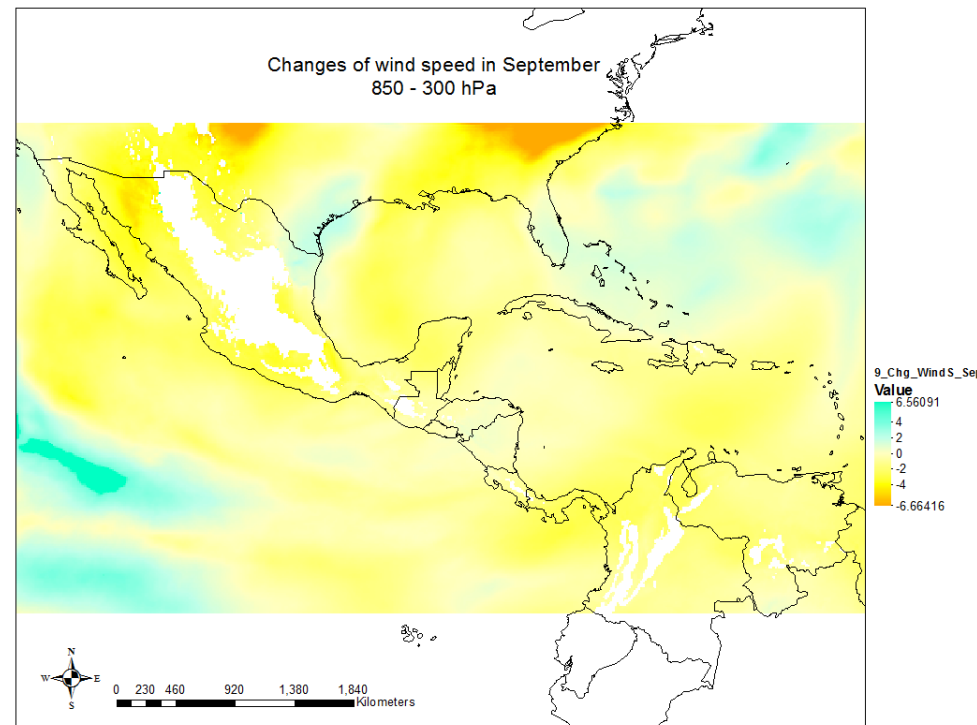 Changes of wind speed in September
850 - 300 hPa
9_Chg_WindS_Sep
Value
6.56091
4
2
0
-2
-4
-6.66416
N
W E
S
0 230 460 920 1,380 1,840
Kilometers